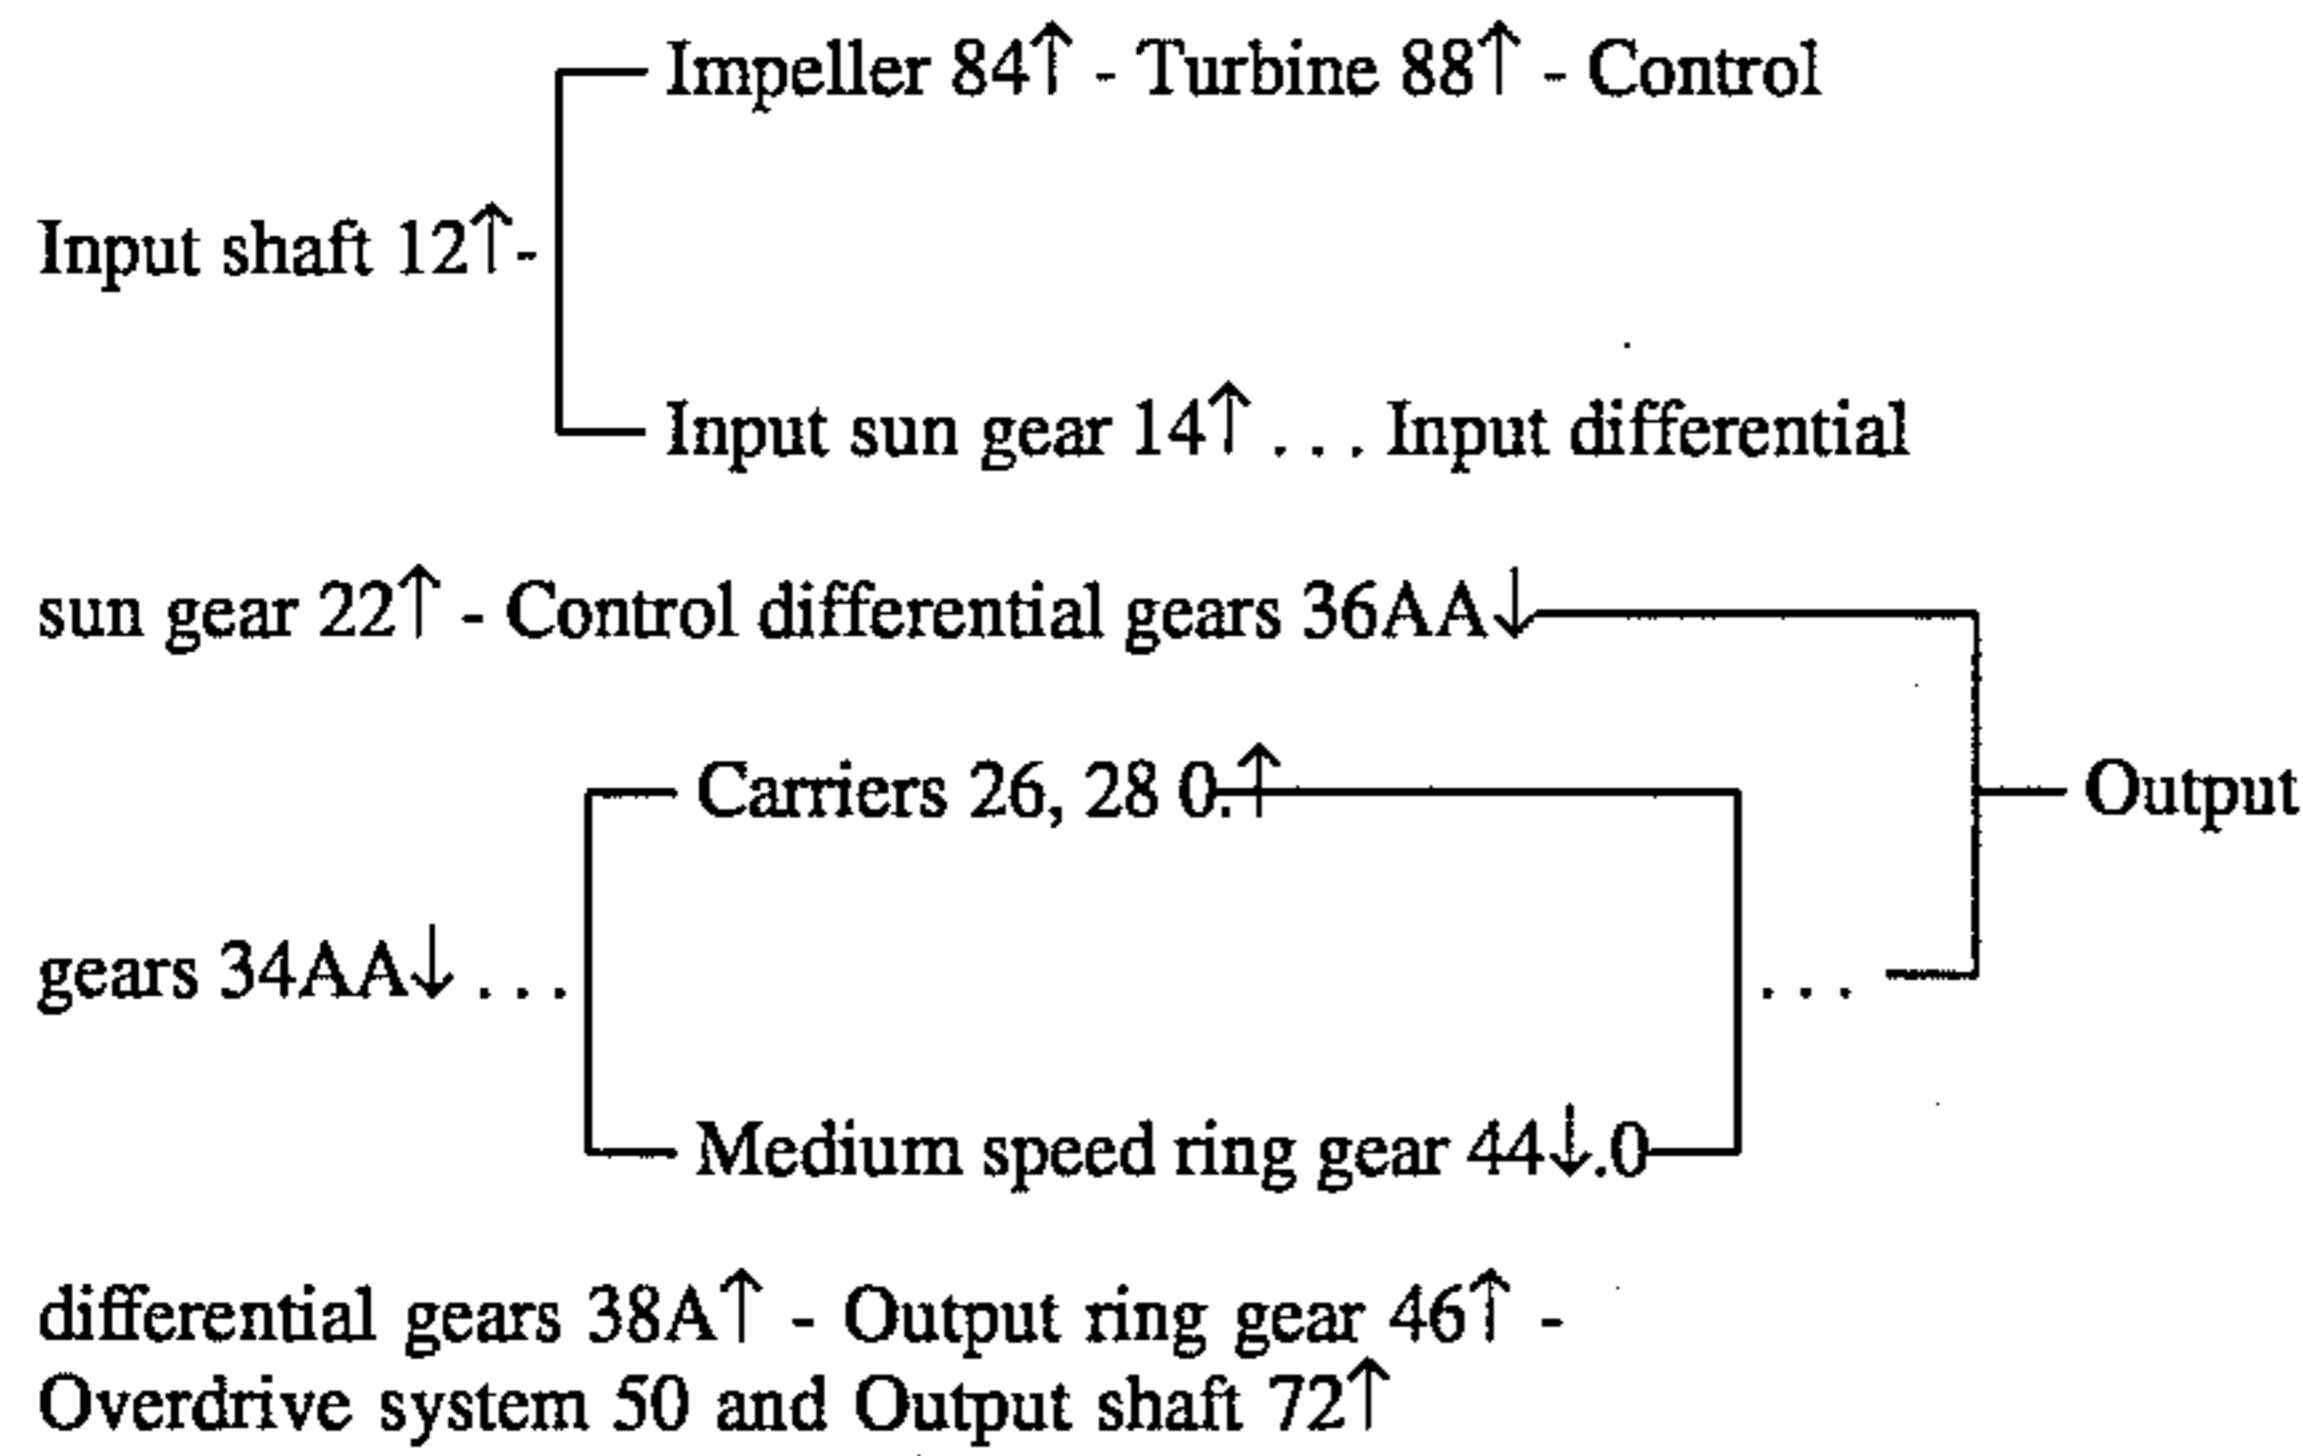 Impeller 84↑ - Turbine 88↑ - Control
Input shaft 12↑-
Input sun gear 14↑ . . . Input differential
sun gear 22↑ - Control differential gears 36AA↓
Carriers 26, 28 0.↑
Output
gears 34AA↓ . . .
. . .
Medium speed ring gear 44↓.0
differential gears 38A↑ - Output ring gear 46↑ -
Overdrive system 50 and Output shaft 72↑